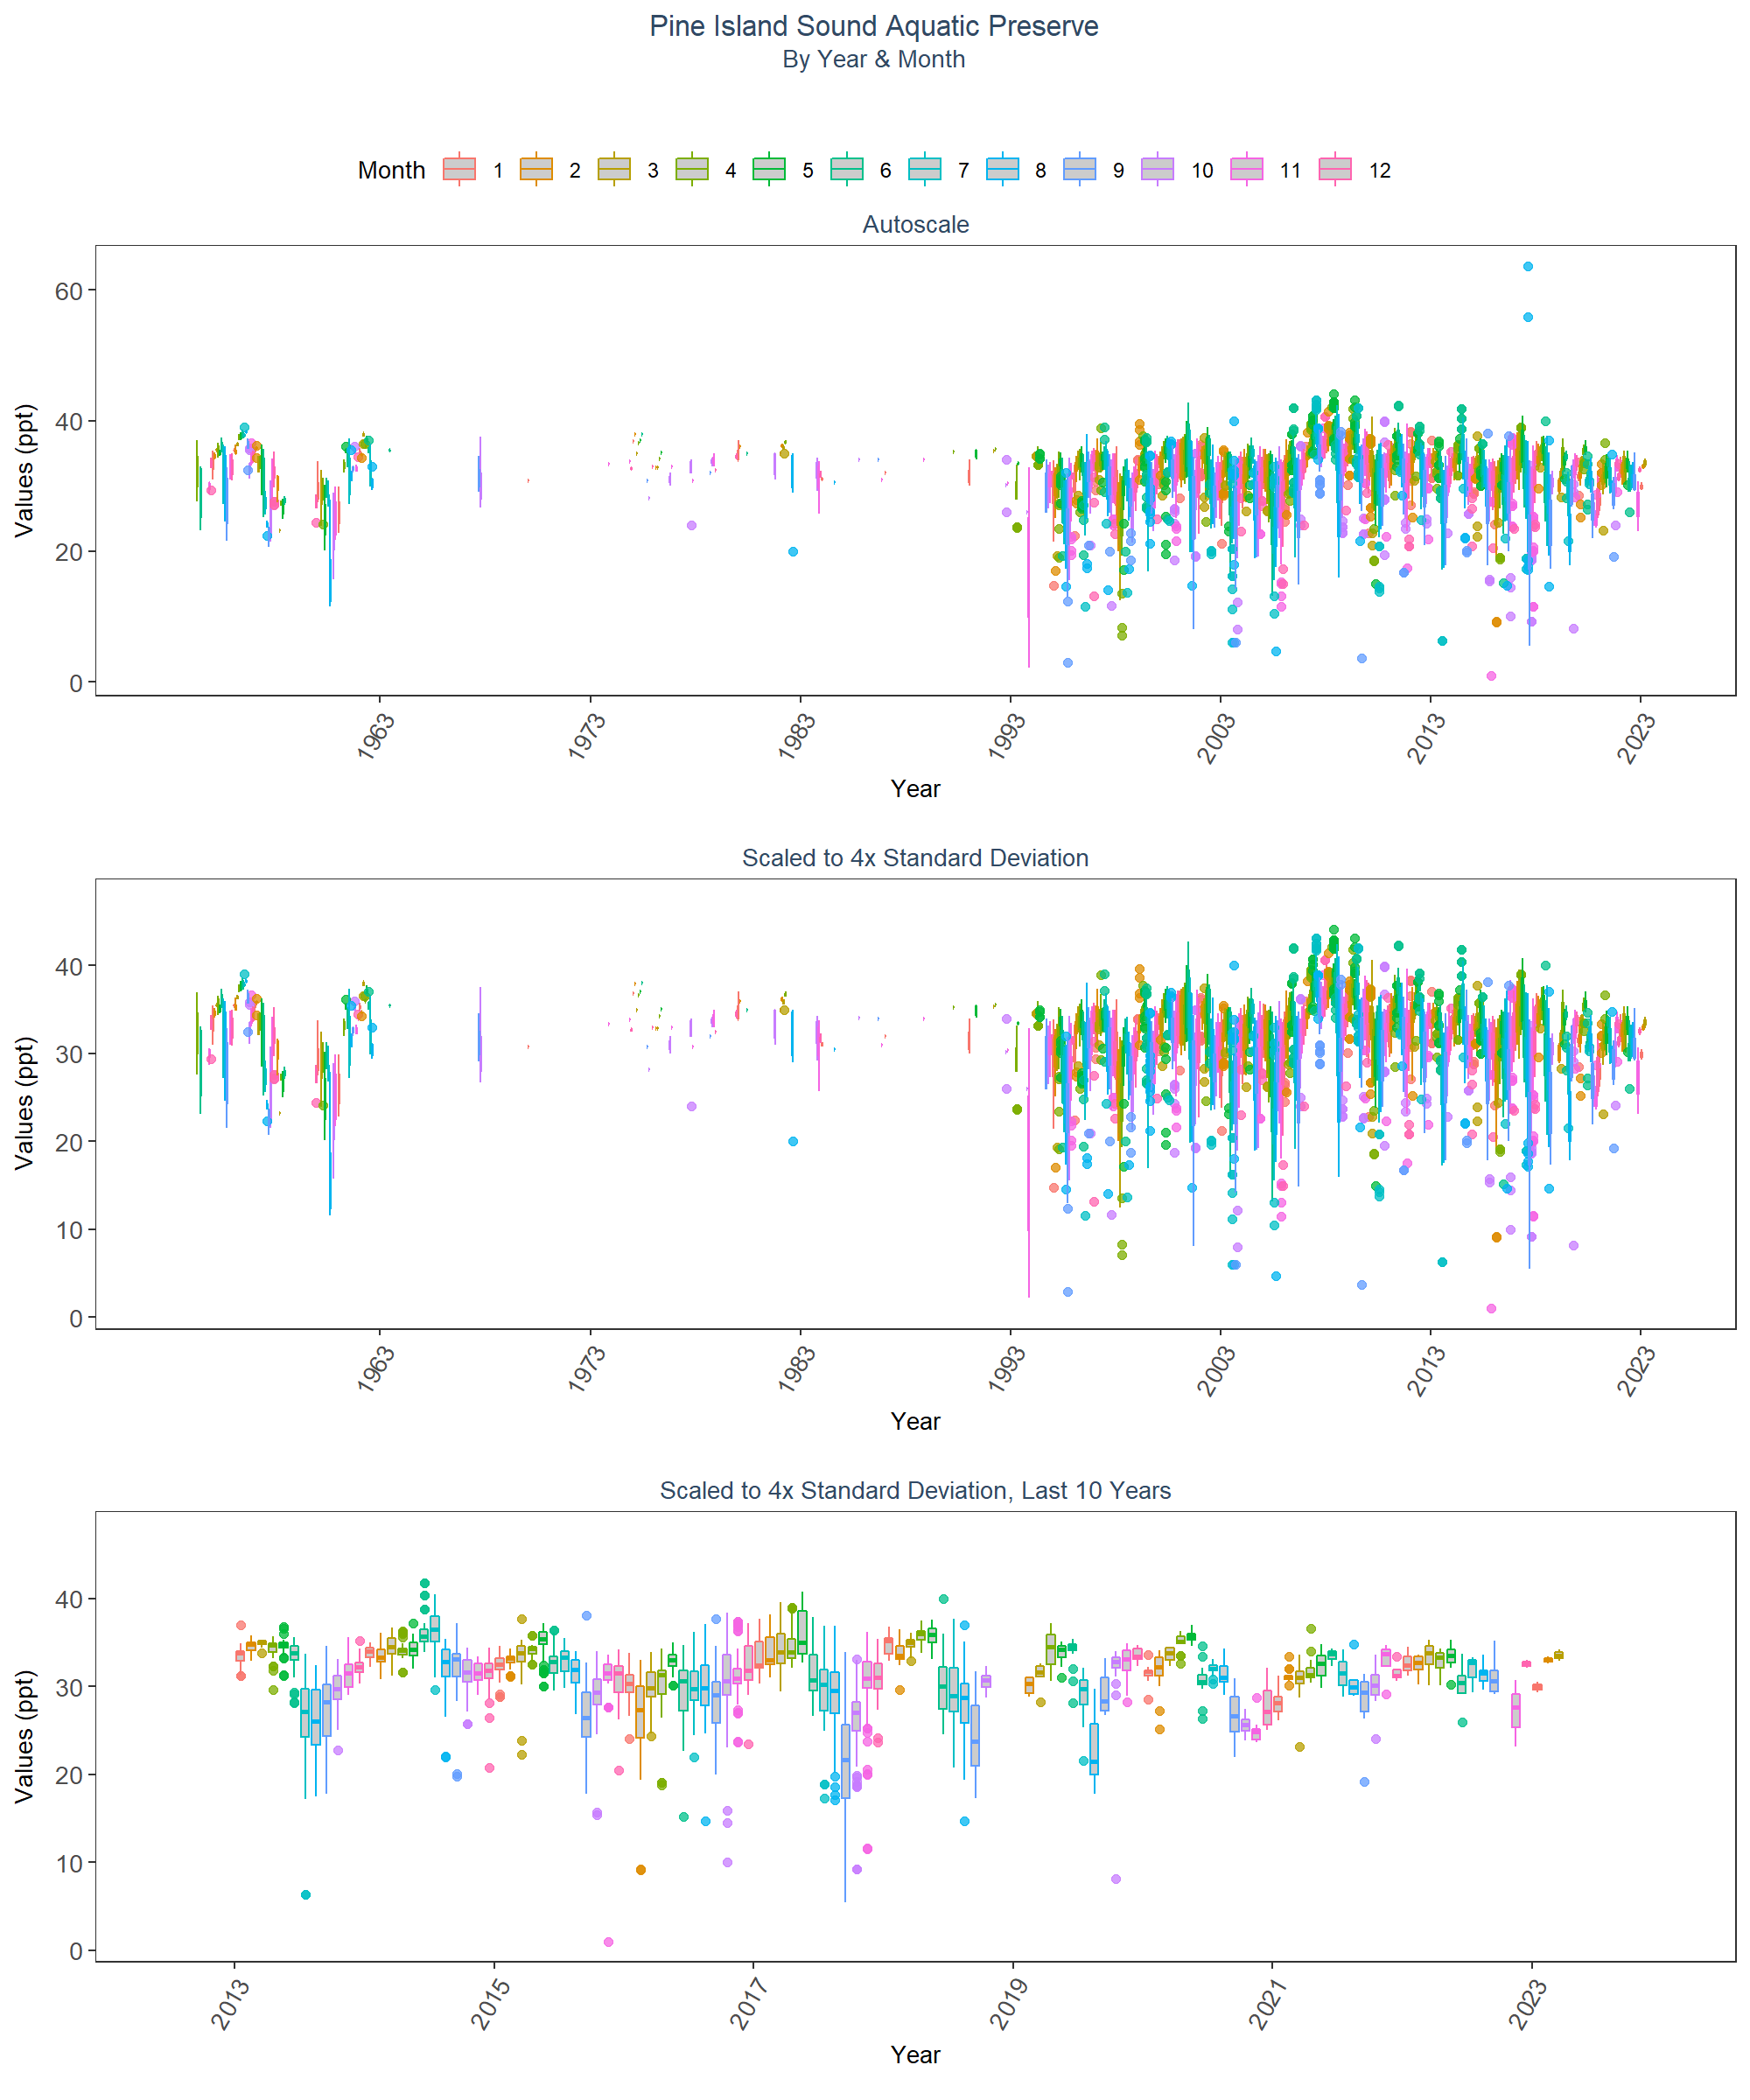 Pine Island Sound Aquatic Preserve
By Year & Month
Month 1 2 3 4 5 6 7 8 9 10 11 12
Autoscale
Values (ppt)
60
40
20
0
1963 1973 1983 1993 2003 2013 2023
Year
Scaled to 4x Standard Deviation
Values (ppt)
40
30
20
10
0
1963 1973 1983 1993 2003 2013 2023
Year
Scaled to 4x Standard Deviation, Last 10 Years
Values (ppt)
40
30
20
10
0
2013 2015 2017 2019 2021 2023
Year